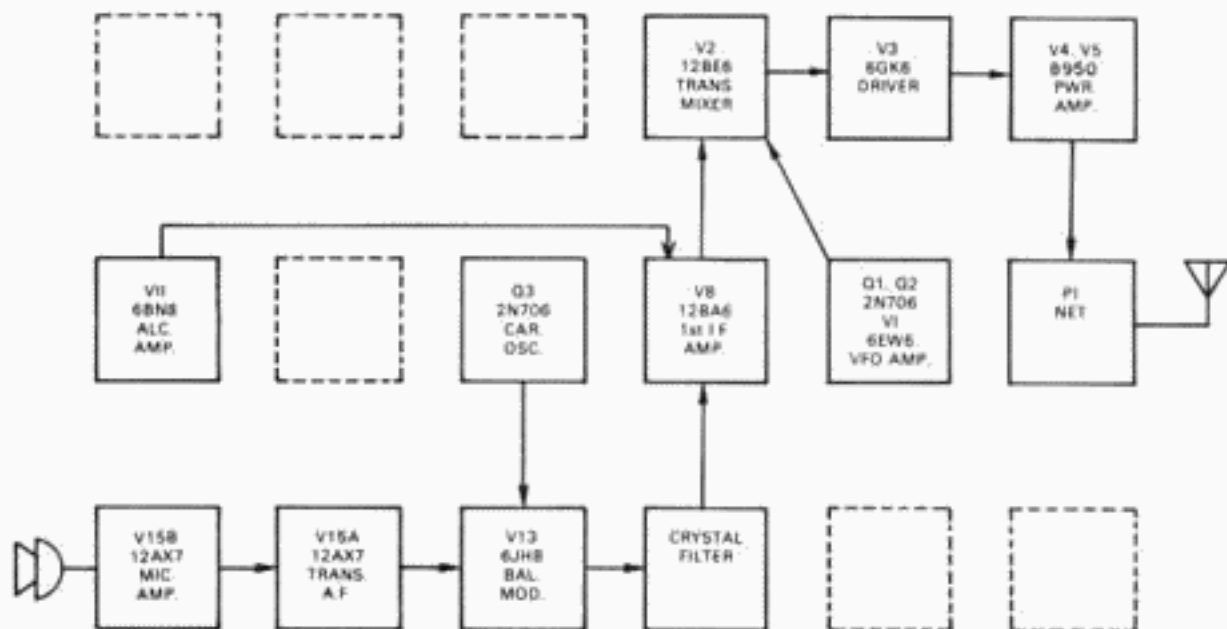 V2
12BE6
TRANS
MIXER
V3
6GK6
DRIVER
V4, V5
8950
PWR.
AMP.
V11
6BN8
ALC.
AMP.
Q3
2N706
CAR.
OSC.
V8
12BA6
1st I F
AMP.
Q1, Q2
2N706
V1
6EW6
VFO AMP.
PI
NET
V15B
12AX7
MIC.
AMP.
V15A
12AX7
TRANS.
A.F
V13
6JH8
BAL.
MOD.
CRYSTAL
FILTER